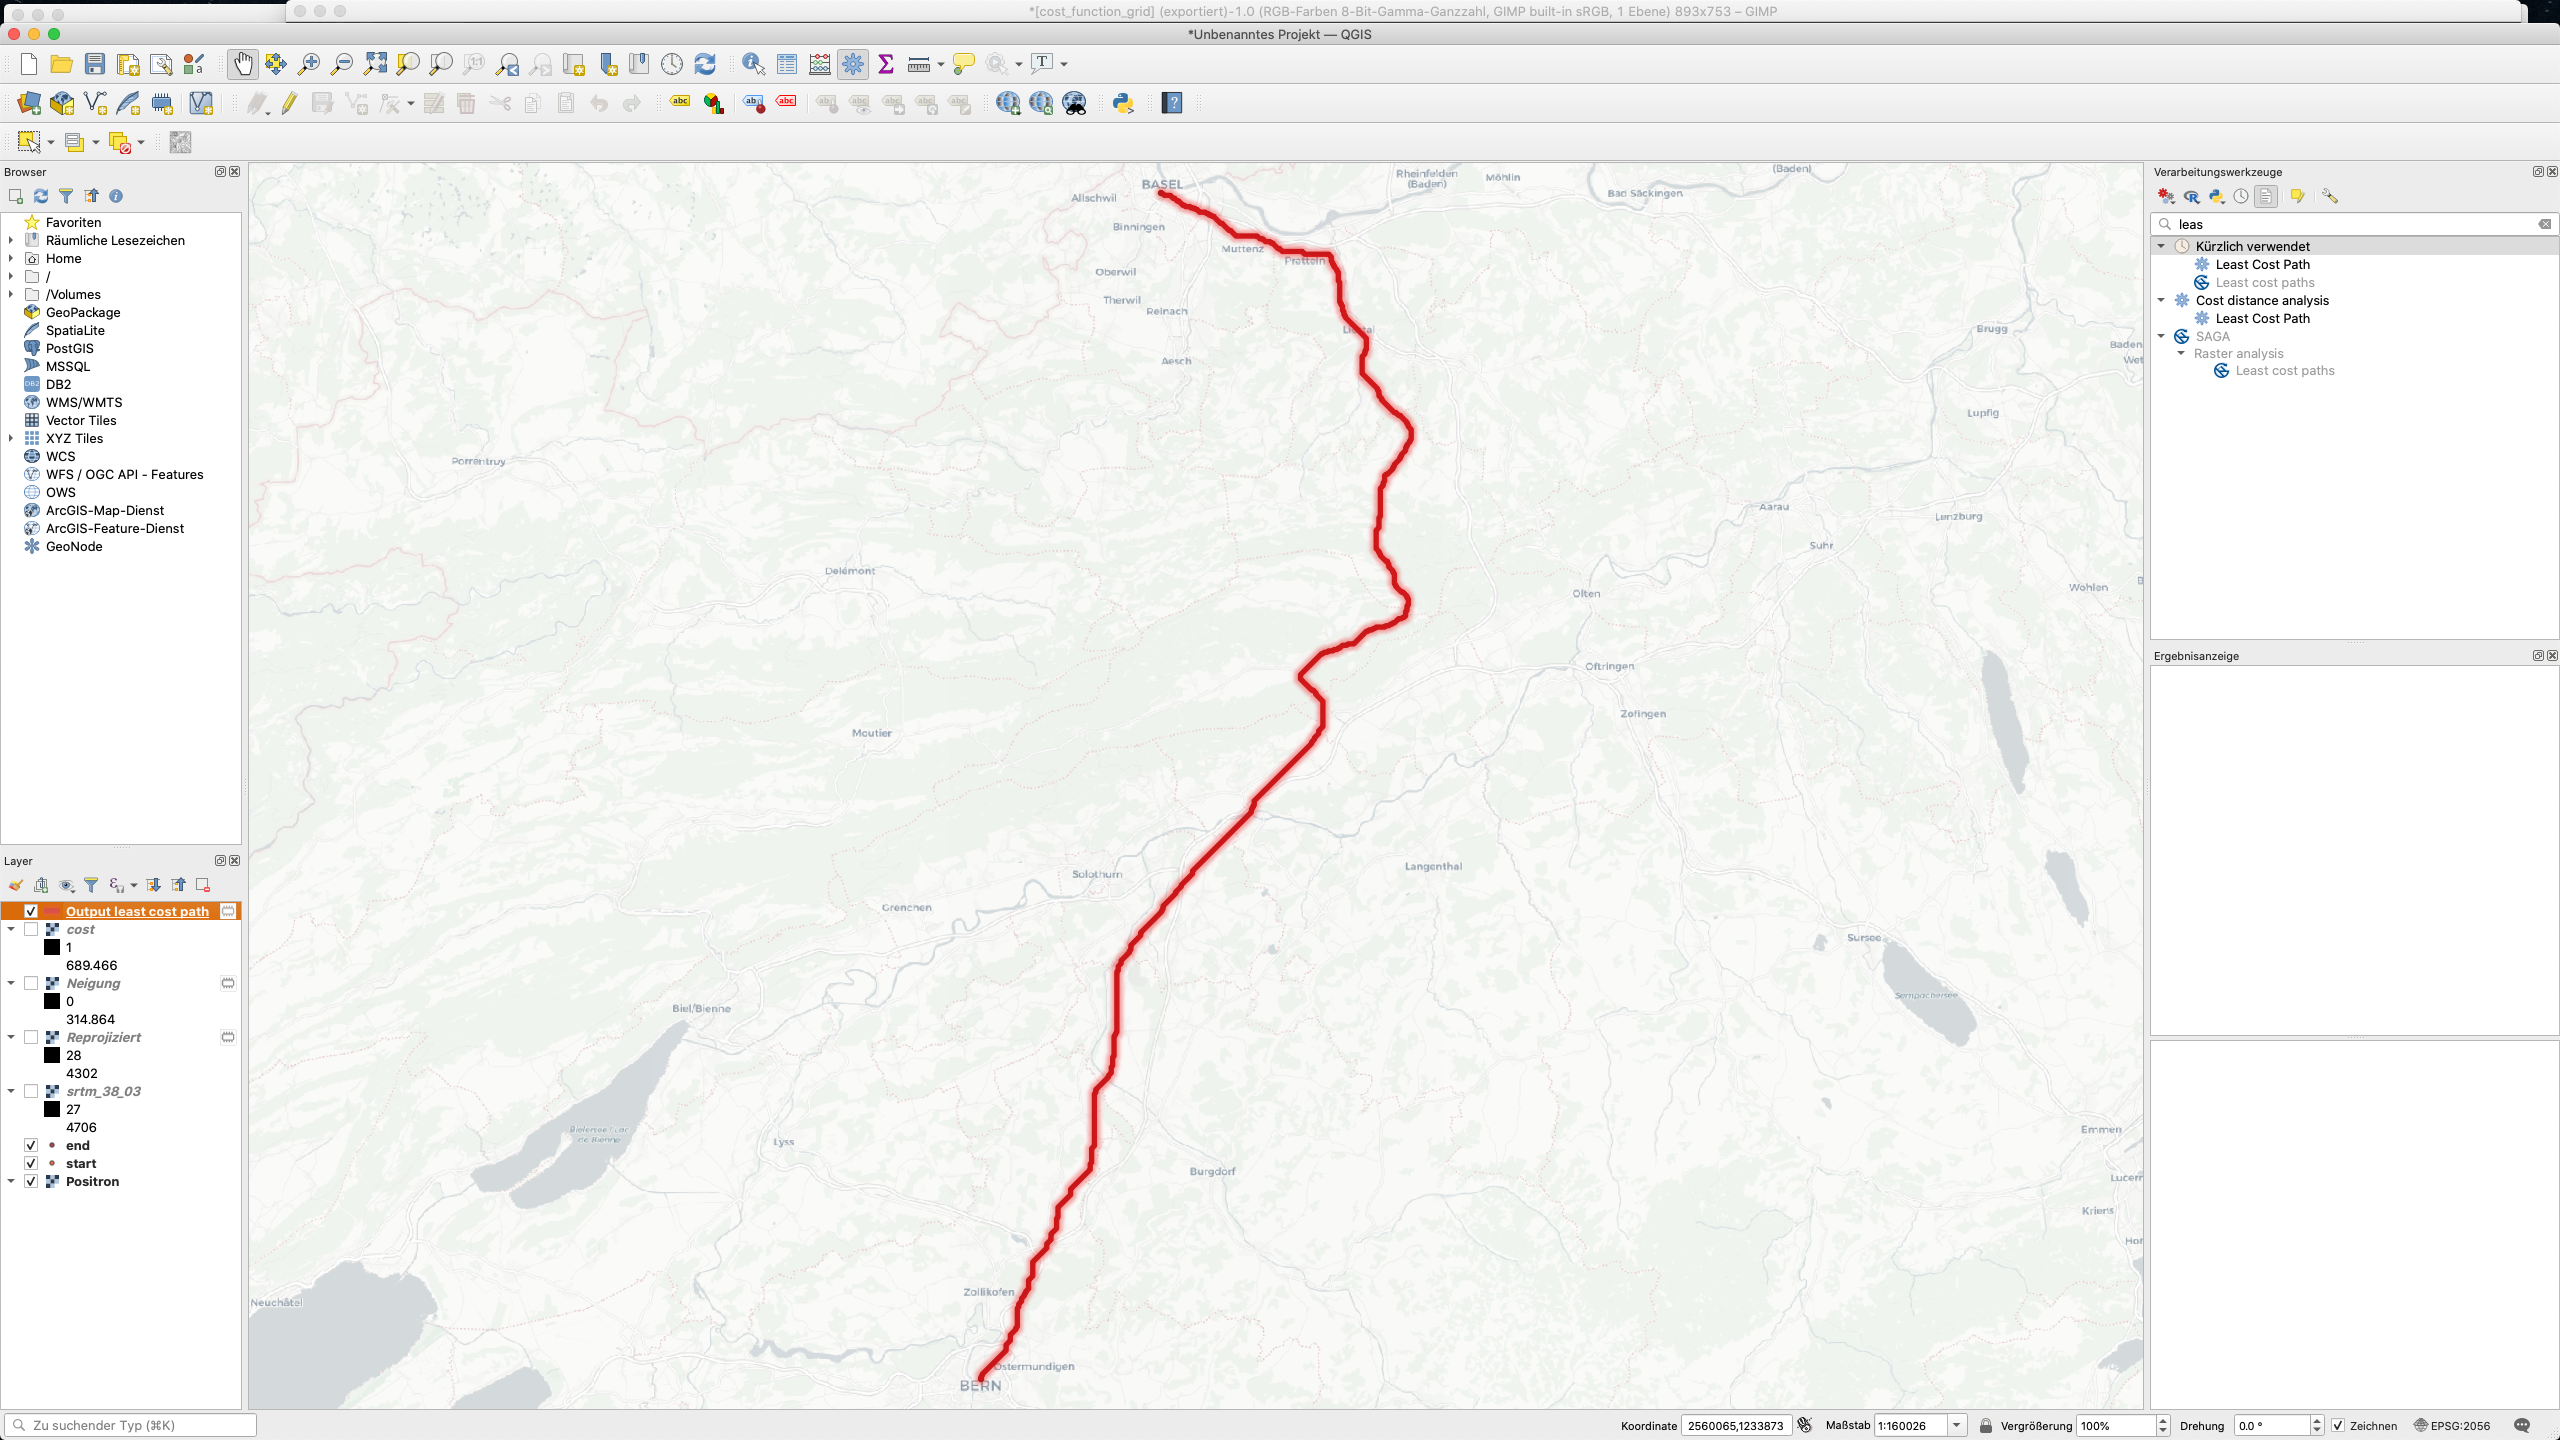 *[cost_function_grid] (exportiert)-1.0 (RGB-Farben 8-Bit-Gamma-Ganzzahl, GIMP built-in sRGB, 1 Ebene) 893x753 – GIMP
*Unbenanntes Projekt — QGIS
Browser
Favoriten
Räumliche Lesezeichen
Home
/
/Volumes
GeoPackage
SpatiaLite
PostGIS
MSSQL
DB2
WMS/WMTS
Vector Tiles
XYZ Tiles
WCS
WFS / OGC API - Features
OWS
ArcGIS-Map-Dienst
ArcGIS-Feature-Dienst
GeoNode
Layer
Output least cost path
cost
1
689.466
Neigung
0
314.864
Reprojiziert
28
4302
srtm_38_03
27
4706
end
start
Positron
BASEL
Allschwil
Binningen
Muttenz
Pratteln
Oberwil
Therwil
Reinach
Aesch
Rheinfelden
(Baden)
Möhlin
Bad Säckingen
(Baden)
Brugg
Baden
Wet
Lupfig
Porrentruy
Aarau
Lenzburg
Suhr
Delémont
Olten
Wohlen
Oftringen
Zofingen
Moutier
Langenthal
Solothurn
Grenchen
Sursee
Sempachersee
Biel/Bienne
Bielersee / Lac
de Bienne
Lyss
Burgdorf
Emmen
Lucern
Kriens
Hor
Zollikofen
Neuchâtel
Ostermundigen
BERN
Verarbeitungswerkzeuge
leas
Kürzlich verwendet
Least Cost Path
Least cost paths
Cost distance analysis
Least Cost Path
SAGA
Raster analysis
Least cost paths
Ergebnisanzeige
Zu suchender Typ (⌘K)
Koordinate 2560065,1233873
Maßstab 1:160026
Vergrößerung 100%
Drehung 0.0 °
Zeichnen
EPSG:2056